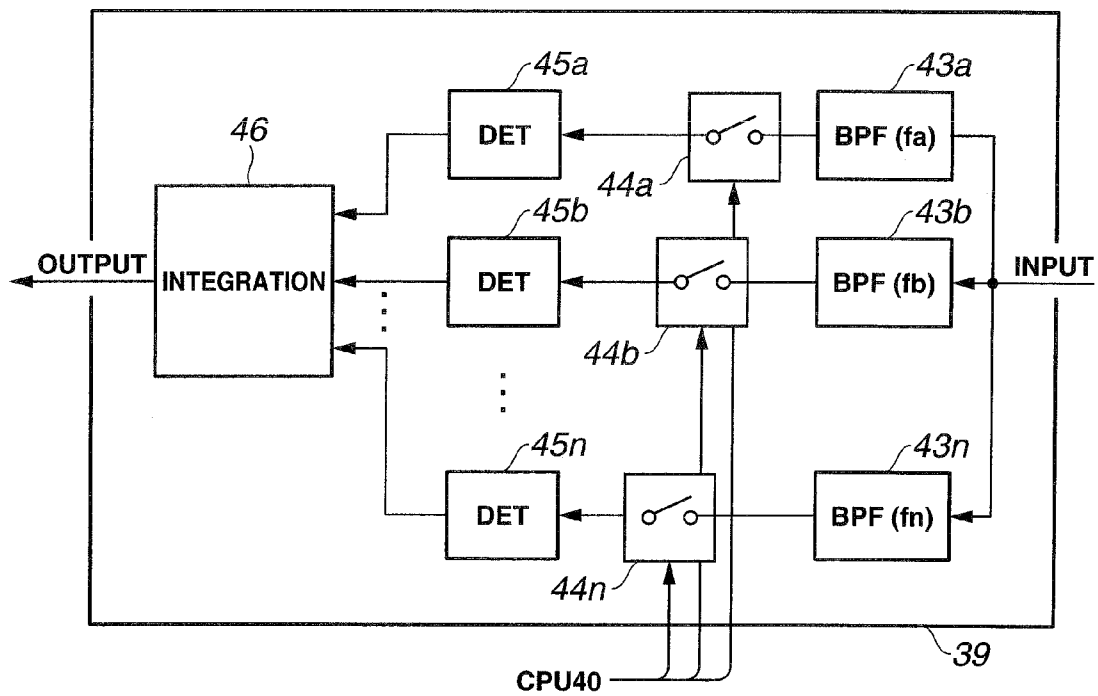 45a
43a
46
DET
BPF (fa)
44a
45b
43b
OUTPUT
INTEGRATION
DET
BPF (fb)
INPUT
44b
45n
43n
DET
BPF (fn)
44n
39
CPU40